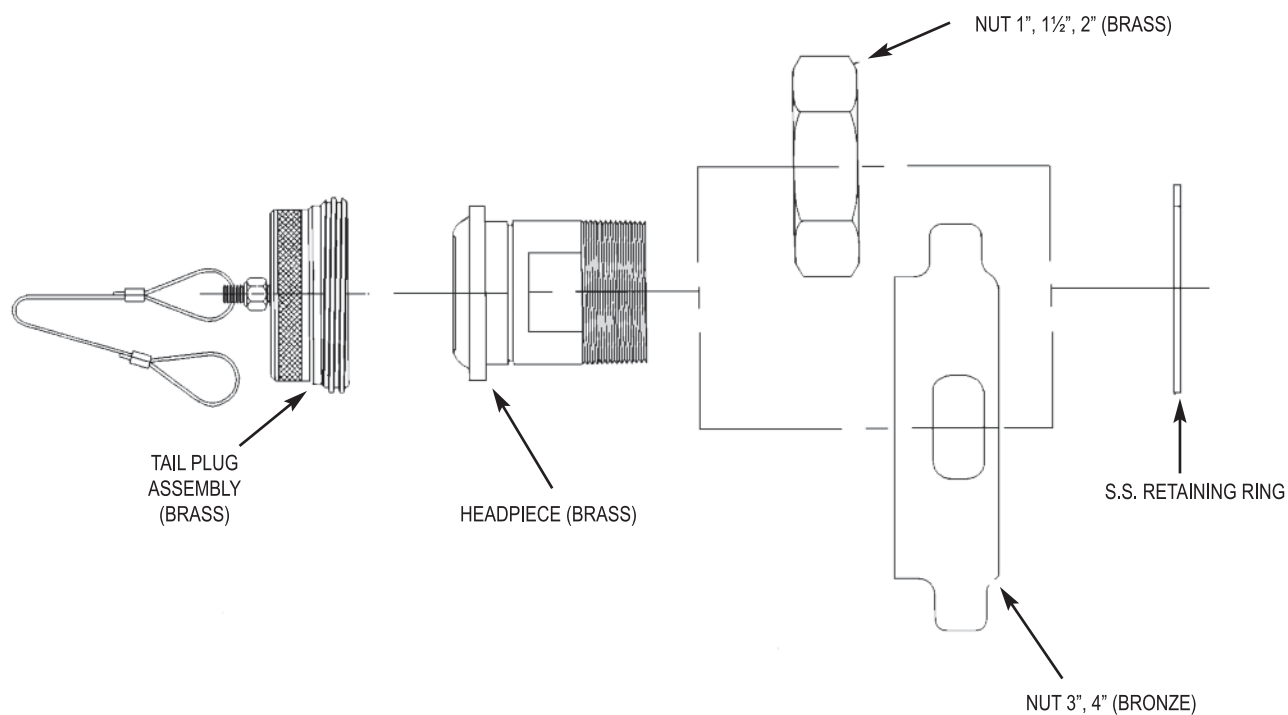 NUT 1”, 1½”, 2” (BRASS)
TAIL PLUG
ASSEMBLY
(BRASS)
HEADPIECE (BRASS)
S.S. RETAINING RING
NUT 3”, 4” (BRONZE)